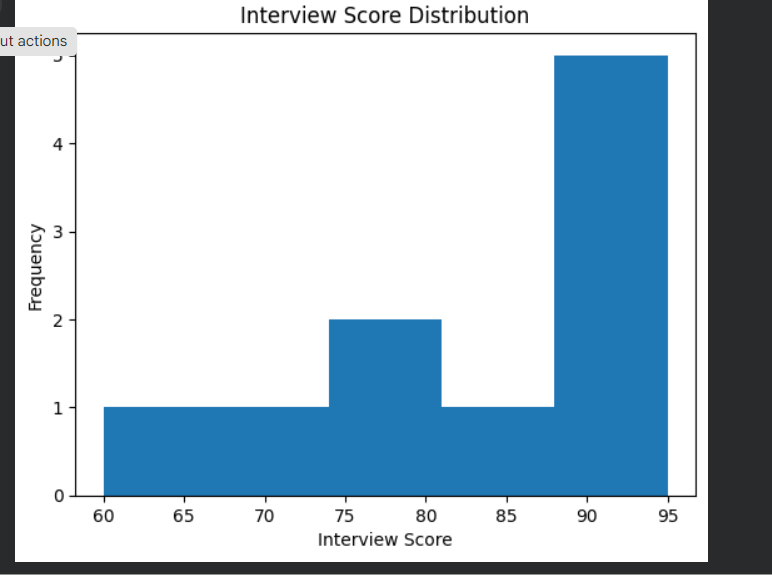 Interview Score Distribution
ut actions
5
4
3
2
1
0
Frequency
60 65 70 75 80 85 90 95
Interview Score